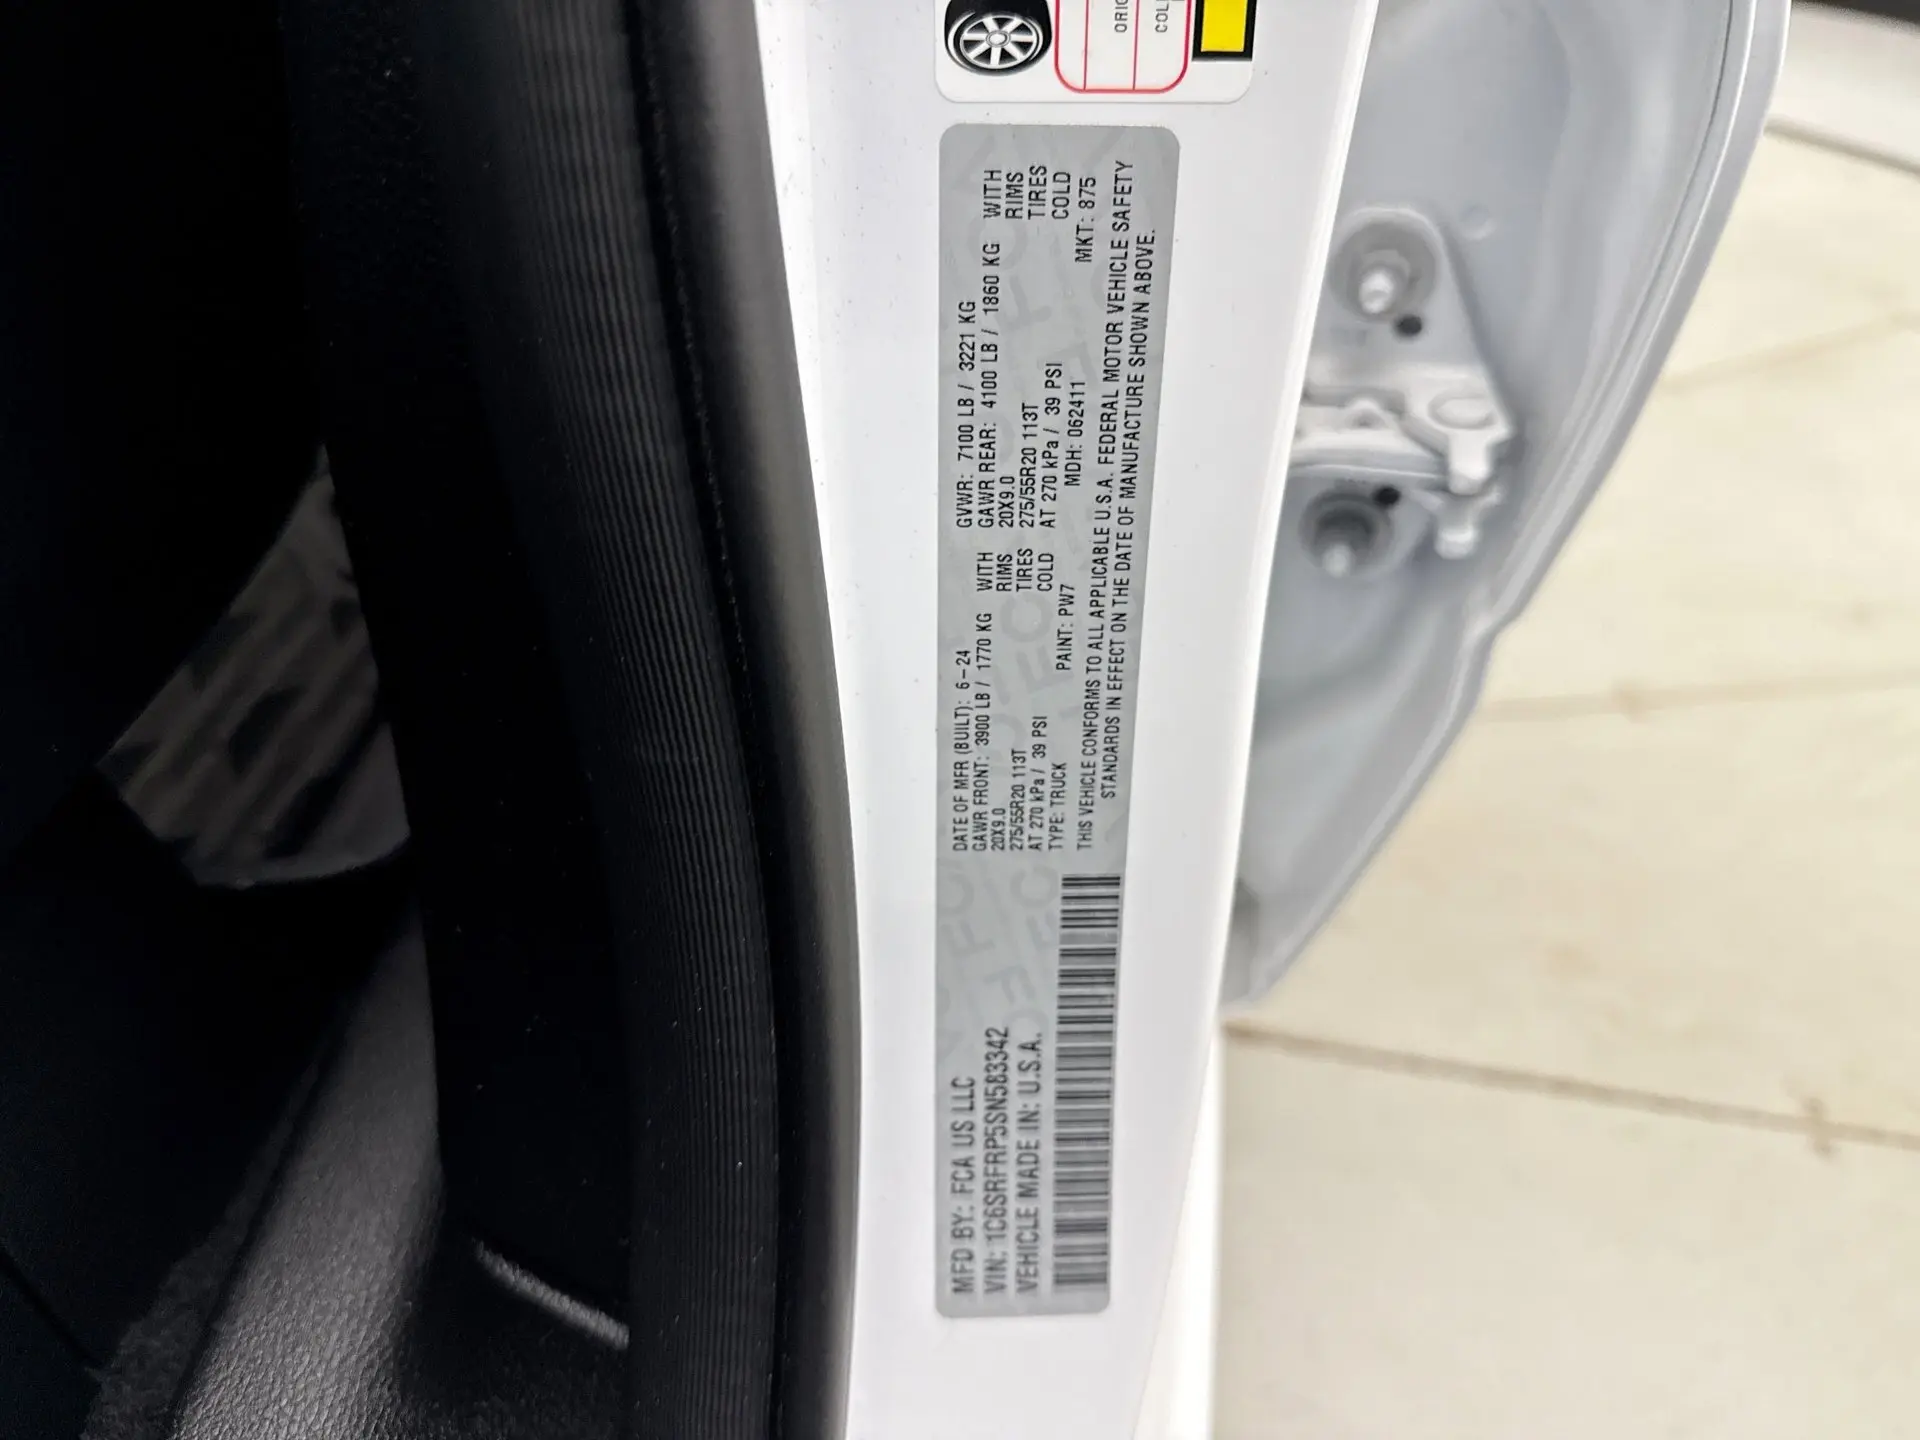 MFD BY: FCA US LLC
VIN: 1C6SRFRP5SN583342
VEHICLE MADE IN: U.S.A.
DATE OF MFR (BUILT): 6-24 GVWR: 7100 LB / 3221 KG
GAWR FRONT: 3900 LB / 1770 KG WITH GAWR REAR: 4100 LB / 1860 KG WITH
20X9.0 RIMS 20X9.0 RIMS
275/55R20 113T TIRES 275/55R20 113T TIRES
AT 270 kPa / 39 PSI COLD AT 270 kPa / 39 PSI COLD
TYPE: TRUCK PAINT: PW7 MDH: 062411 MKT: 875
THIS VEHICLE CONFORMS TO ALL APPLICABLE U.S.A. FEDERAL MOTOR VEHICLE SAFETY
STANDARDS IN EFFECT ON THE DATE OF MANUFACTURE SHOWN ABOVE.